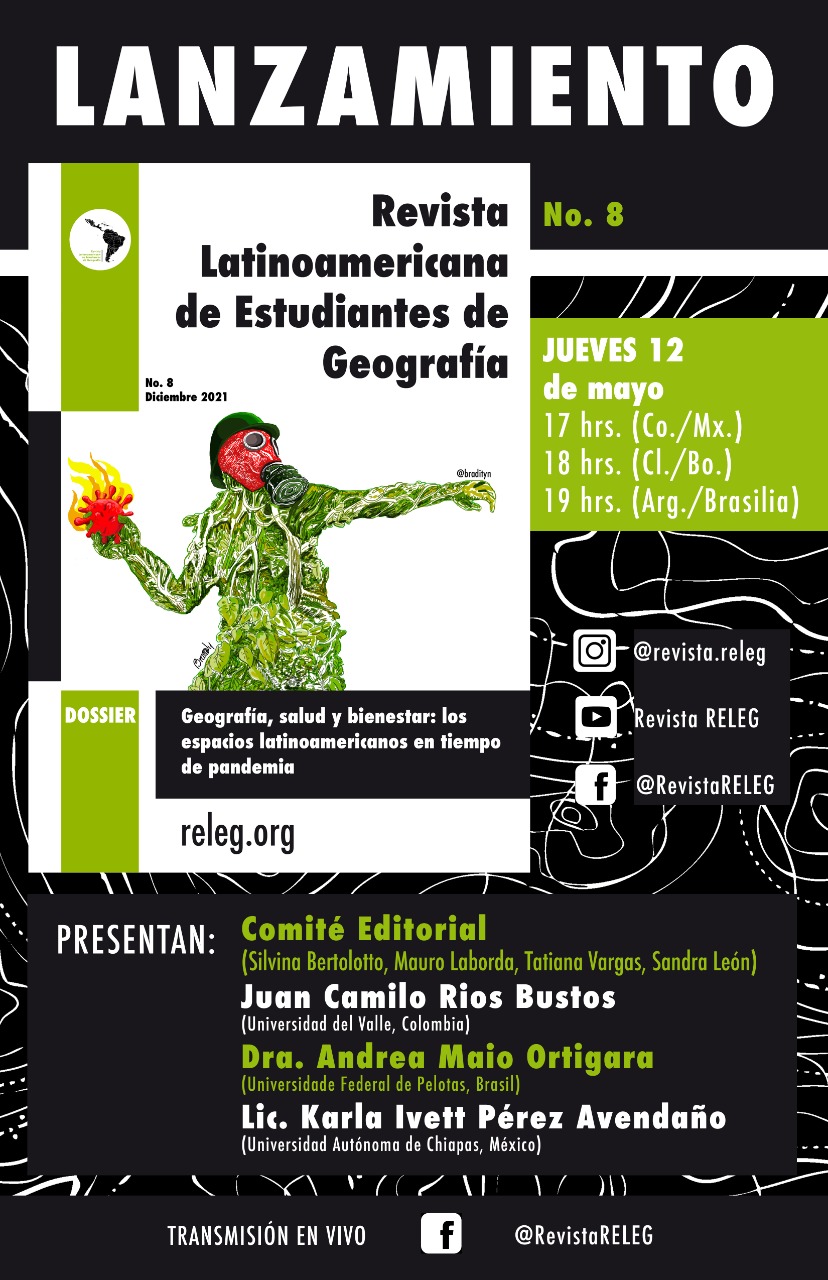 LANZAMIENTO
Revista
Latinoamericana
de Estudiantes de
Geografía
No. 8
Diciembre 2021
@bradityn
DOSSIER
Geografía, salud y bienestar: los
espacios latinoamericanos en tiempo
de pandemia
releg.org
No. 8
JUEVES 12
de mayo
17 hrs. (Co./Mx.)
18 hrs. (Cl./Bo.)
19 hrs. (Arg./Brasilia)
@revista.releg
Revista RELEG
@RevistaRELEG
PRESENTAN:
Comité Editorial
(Silvina Bertolotto, Mauro Laborda, Tatiana Vargas, Sandra León)
Juan Camilo Rios Bustos
(Universidad del Valle, Colombia)
Dra. Andrea Maio Ortigara
(Universidade Federal de Pelotas, Brasil)
Lic. Karla Ivett Pérez Avendaño
(Universidad Autónoma de Chiapas, México)
TRANSMISIÓN EN VIVO
@RevistaRELEG